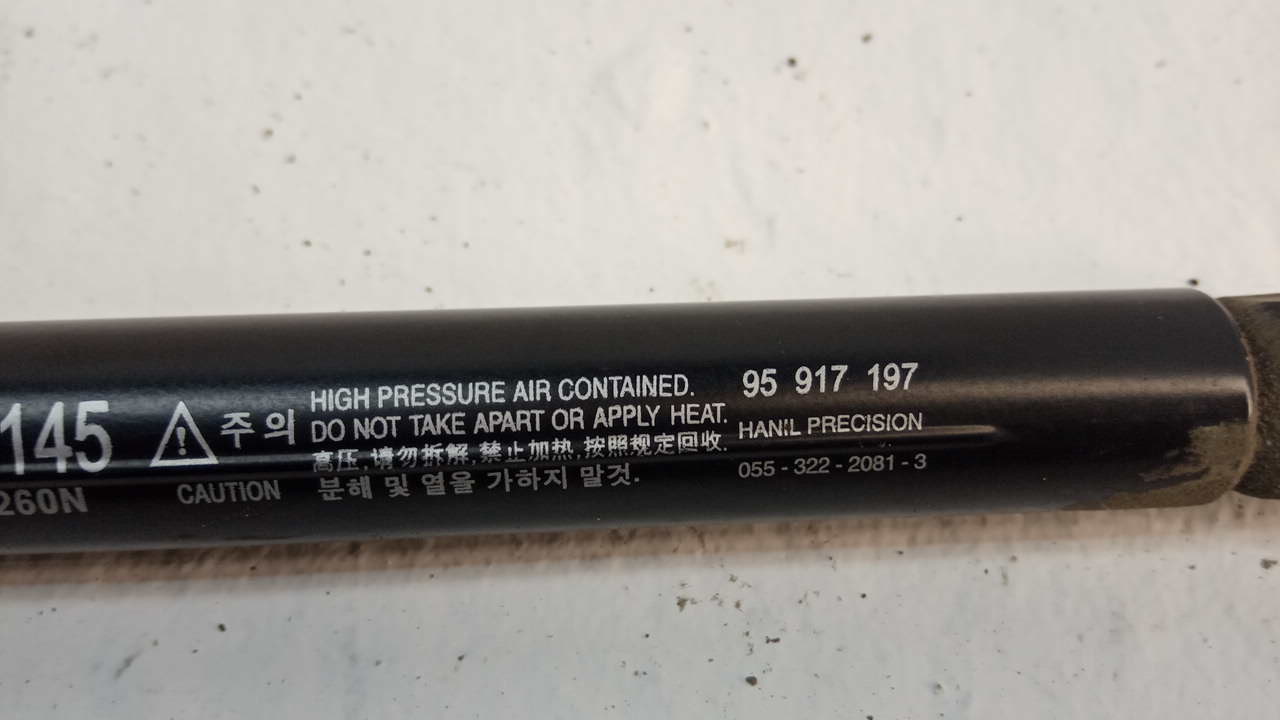 145
260N
주의
CAUTION
HIGH PRESSURE AIR CONTAINED.
DO NOT TAKE APART OR APPLY HEAT.
高压,请勿拆解,禁止加热,按照规定回收.
분해 및 열을 가하지 말것.
95 917 197
HANIL PRECISION
055 - 322 - 2081 - 3